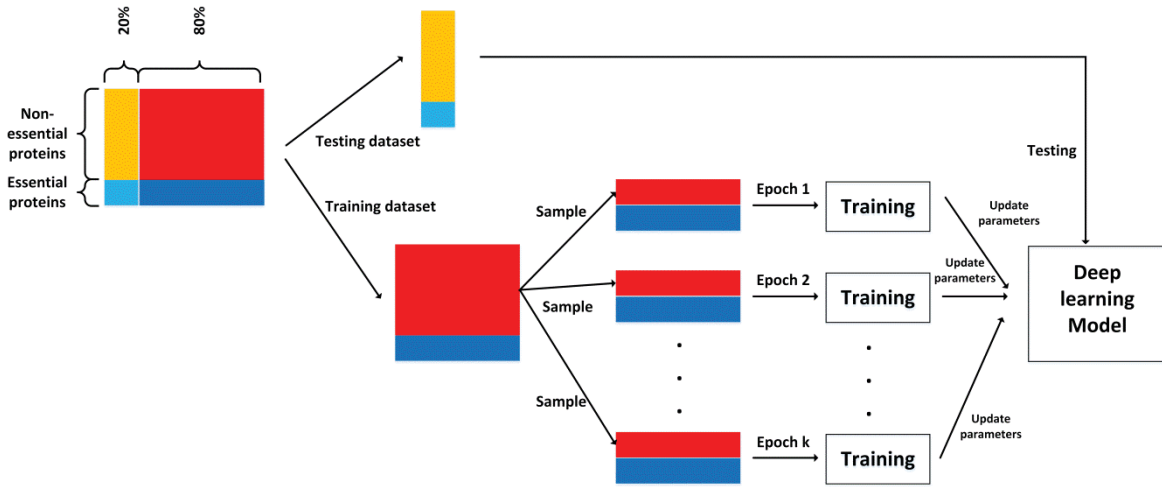 20%
80%
Non-
essential
proteins
Essential
proteins
Testing dataset
Training dataset
Testing
Sample
Epoch 1
Training
Update
parameters
Sample
Epoch 2
Training
Update
parameters
Deep
learning
Model
Sample
Epoch k
Training
Update
parameters